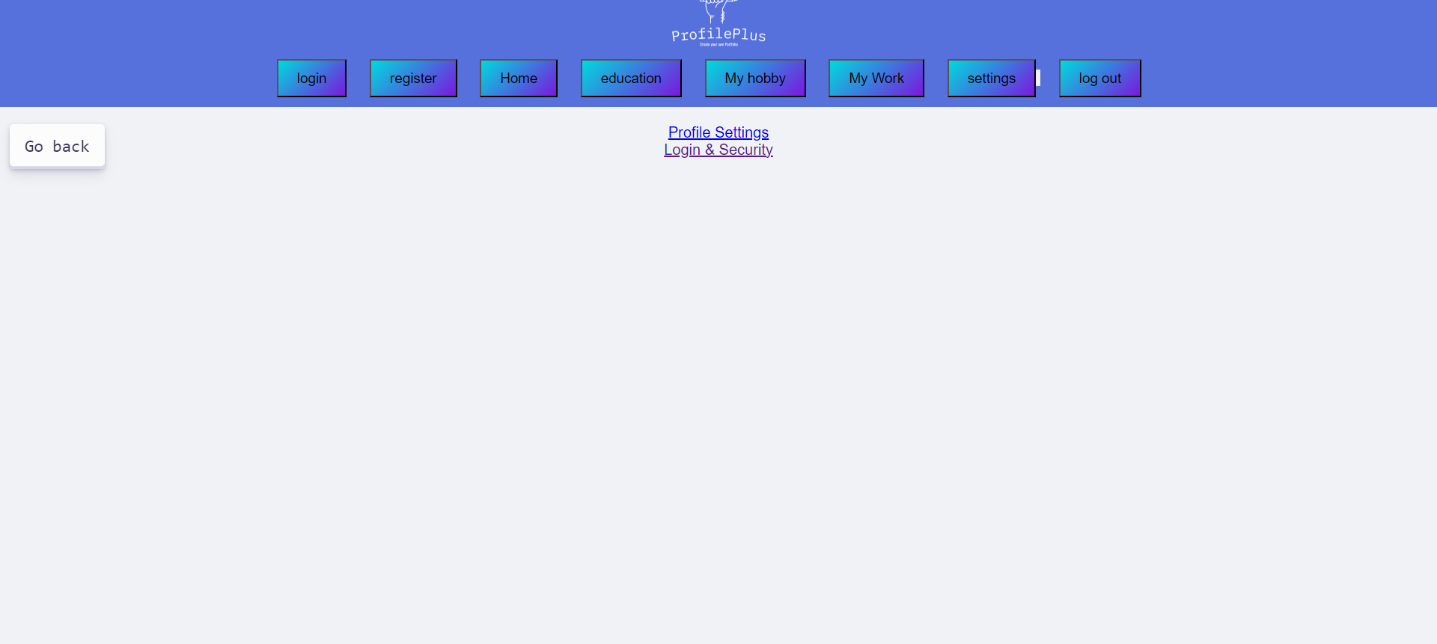 ProfilePlus
login register Home education My hobby My Work settings log out
Go back
Profile Settings
Login & Security